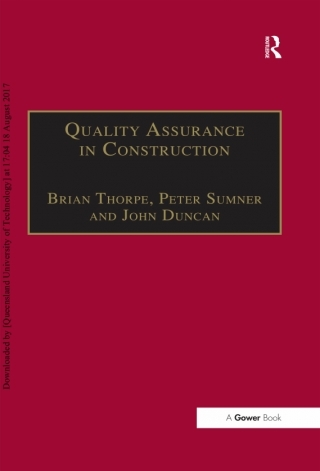 Downloaded by [Queensland University of Technology] at 17:04 18 August 2017
ROUTLEDGE
QUALITY ASSURANCE
IN CONSTRUCTION
BRIAN THORPE, PETER SUMNER
AND JOHN DUNCAN
A Gower Book